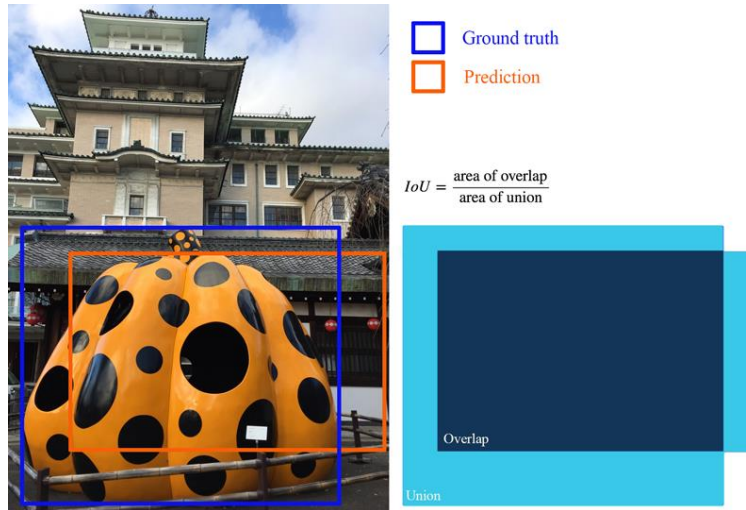 Ground truth
Prediction
IoU = area of overlap / area of union
Overlap
Union